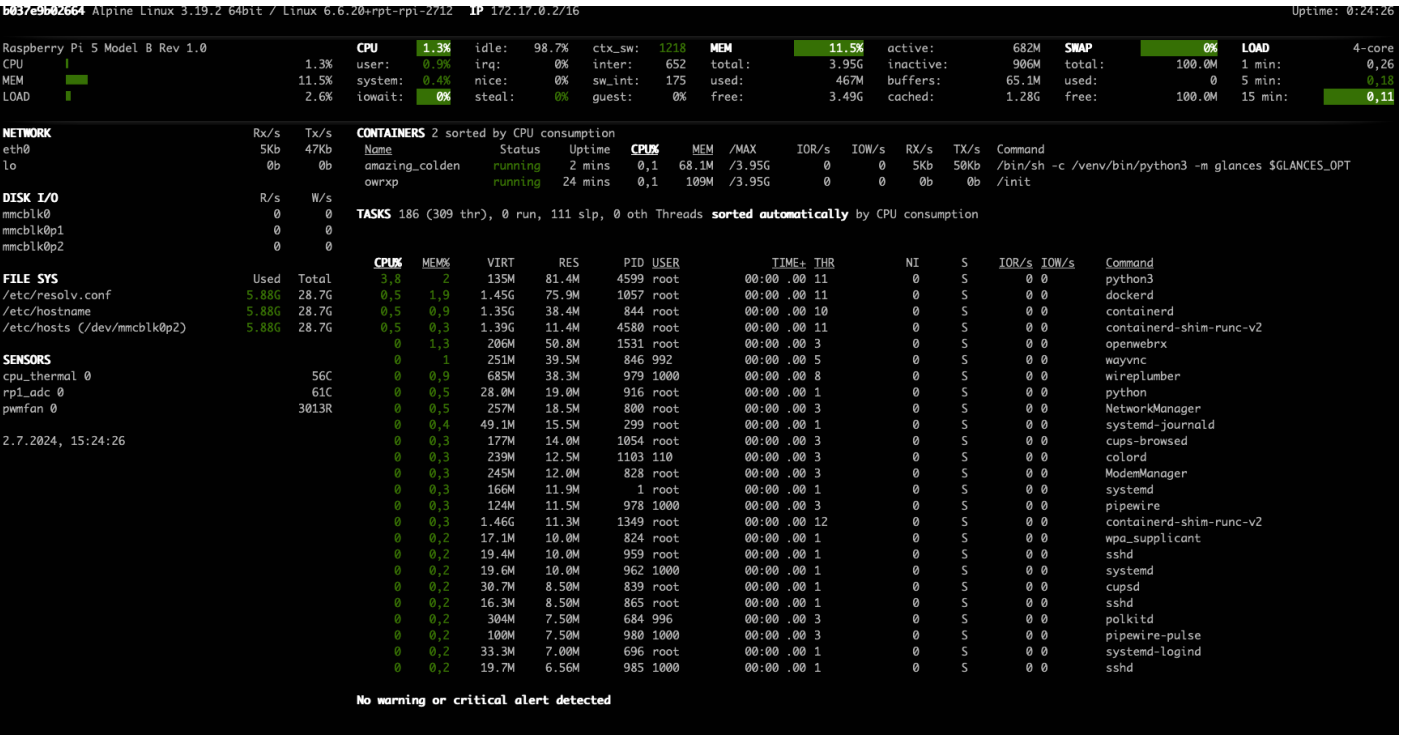 b037e9b02664 Alpine Linux 3.19.2 64bit / Linux 6.6.20+rpt-rpi-2712 IP 172.17.0.2/16 Uptime: 0:24:26
Raspberry Pi 5 Model B Rev 1.0 CPU 1.3% idle: 98.7% ctx_sw: 1218 MEM 11.5% active: 682M SWAP 0% LOAD 4-core
CPU 1.3% user: 0.9% irq: 0% inter: 652 total: 3.95G inactive: 906M total: 100.0M 1 min: 0,26
MEM 11.5% system: 0.4% nice: 0% sw_int: 175 used: 467M buffers: 65.1M used: 0 5 min: 0,18
LOAD 2.6% iowait: 0% steal: 0% guest: 0% free: 3.49G cached: 1.28G free: 100.0M 15 min: 0,11
NETWORK Rx/s Tx/s CONTAINERS 2 sorted by CPU consumption
eth0 5Kb 47Kb Name Status Uptime CPU% MEM /MAX IOR/s IOW/s RX/s TX/s Command
lo 0b 0b amazing_colden running 2 mins 0,1 68.1M /3.95G 0 0 5Kb 50Kb /bin/sh -c /venv/bin/python3 -m glances $GLANCES_OPT
owrxp running 24 mins 0,1 109M /3.95G 0 0 0b 0b /init
DISK I/O R/s W/s
mmcblk0 0 0 TASKS 186 (309 thr), 0 run, 111 slp, 0 oth Threads sorted automatically by CPU consumption
mmcblk0p1 0 0
mmcblk0p2 0 0
CPU% MEM% VIRT RES PID USER TIME+ THR NI S IOR/s IOW/s Command
FILE SYS Used Total 3,8 2 135M 81.4M 4599 root 00:00 .00 11 0 S 0 0 python3
/etc/resolv.conf 5.88G 28.7G 0,5 1,9 1.45G 75.9M 1057 root 00:00 .00 11 0 S 0 0 dockerd
/etc/hostname 5.88G 28.7G 0,5 0,9 1.35G 38.4M 844 root 00:00 .00 10 0 S 0 0 containerd
/etc/hosts (/dev/mmcblk0p2) 5.88G 28.7G 0,5 0,3 1.39G 11.4M 4580 root 00:00 .00 11 0 S 0 0 containerd-shim-runc-v2
0 1,3 206M 50.8M 1531 root 00:00 .00 3 0 S 0 0 openwebrx
SENSORS 0 1 251M 39.5M 846 992 00:00 .00 5 0 S 0 0 wayvnc
cpu_thermal 0 56C 0 0,9 685M 38.3M 979 1000 00:00 .00 8 0 S 0 0 wireplumber
rp1_adc 0 61C 0 0,5 28.0M 19.0M 916 root 00:00 .00 1 0 S 0 0 python
pwmfan 0 3013R 0 0,5 257M 18.5M 800 root 00:00 .00 3 0 S 0 0 NetworkManager
0 0,4 49.1M 15.5M 299 root 00:00 .00 1 0 S 0 0 systemd-journald
2.7.2024, 15:24:26 0 0,3 177M 14.0M 1054 root 00:00 .00 3 0 S 0 0 cups-browsed
0 0,3 239M 12.5M 1103 110 00:00 .00 3 0 S 0 0 colord
0 0,3 245M 12.0M 828 root 00:00 .00 3 0 S 0 0 ModemManager
0 0,3 166M 11.9M 1 root 00:00 .00 1 0 S 0 0 systemd
0 0,3 124M 11.5M 978 1000 00:00 .00 3 0 S 0 0 pipewire
0 0,3 1.46G 11.3M 1349 root 00:00 .00 12 0 S 0 0 containerd-shim-runc-v2
0 0,2 17.1M 10.0M 824 root 00:00 .00 1 0 S 0 0 wpa_supplicant
0 0,2 19.4M 10.0M 959 root 00:00 .00 1 0 S 0 0 sshd
0 0,2 19.6M 10.0M 962 1000 00:00 .00 1 0 S 0 0 systemd
0 0,2 30.7M 8.50M 839 root 00:00 .00 1 0 S 0 0 cupsd
0 0,2 16.3M 8.50M 865 root 00:00 .00 1 0 S 0 0 sshd
0 0,2 304M 7.50M 684 996 00:00 .00 3 0 S 0 0 polkitd
0 0,2 100M 7.50M 980 1000 00:00 .00 3 0 S 0 0 pipewire-pulse
0 0,2 33.3M 7.00M 696 root 00:00 .00 1 0 S 0 0 systemd-logind
0 0,2 19.7M 6.56M 985 1000 00:00 .00 1 0 S 0 0 sshd
No warning or critical alert detected